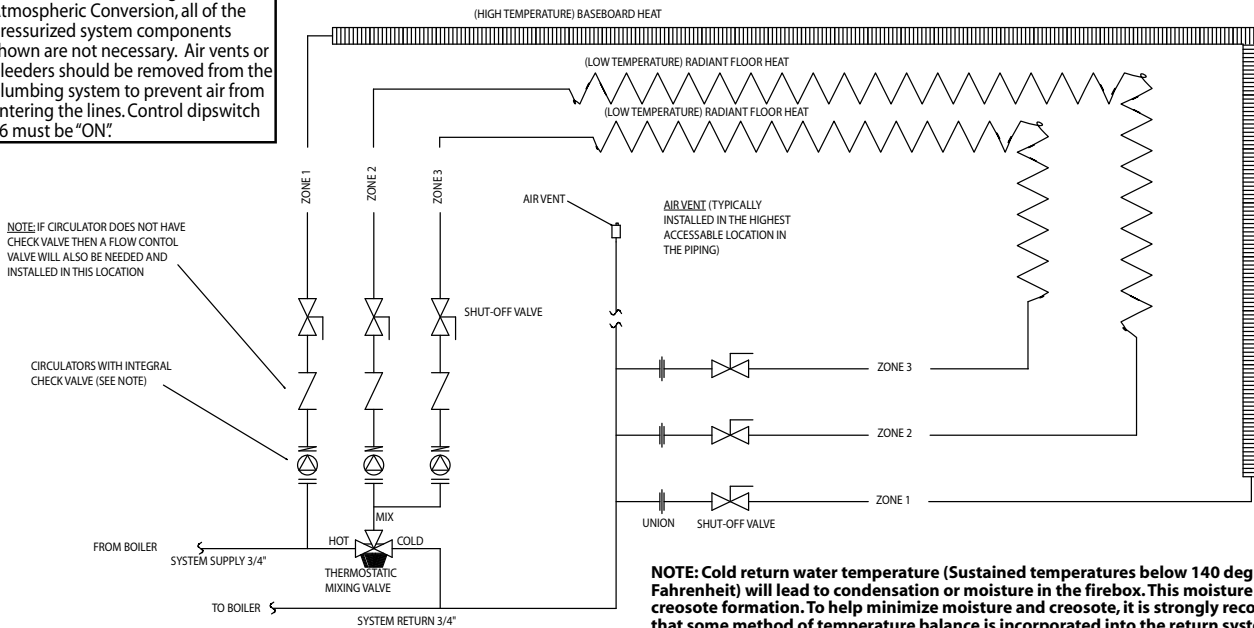 Atmospheric Conversion, all of the
ressurized system components
hown are not necessary. Air vents or
leeders should be removed from the
lumbing system to prevent air from
ntering the lines. Control dipswitch
6 must be "ON".
(HIGH TEMPERATURE) BASEBOARD HEAT
(LOW TEMPERATURE) RADIANT FLOOR HEAT
(LOW TEMPERATURE) RADIANT FLOOR HEAT
ZONE 1
ZONE 2
ZONE 3
AIR VENT
AIR VENT (TYPICALLY
INSTALLED IN THE HIGHEST
ACCESSABLE LOCATION IN
THE PIPING)
NOTE: IF CIRCULATOR DOES NOT HAVE
CHECK VALVE THEN A FLOW CONTOL
VALVE WILL ALSO BE NEEDED AND
INSTALLED IN THIS LOCATION
SHUT-OFF VALVE
CIRCULATORS WITH INTEGRAL
CHECK VALVE (SEE NOTE)
ZONE 3
ZONE 2
ZONE 1
UNION
SHUT-OFF VALVE
MIX
HOT
COLD
FROM BOILER
SYSTEM SUPPLY 3/4"
THERMOSTATIC
MIXING VALVE
TO BOILER
SYSTEM RETURN 3/4"
NOTE: Cold return water temperature (Sustained temperatures below 140 deg
Fahrenheit) will lead to condensation or moisture in the firebox. This moisture
creosote formation. To help minimize moisture and creosote, it is strongly reco
that some method of temperature balance is incorporated into the return syste